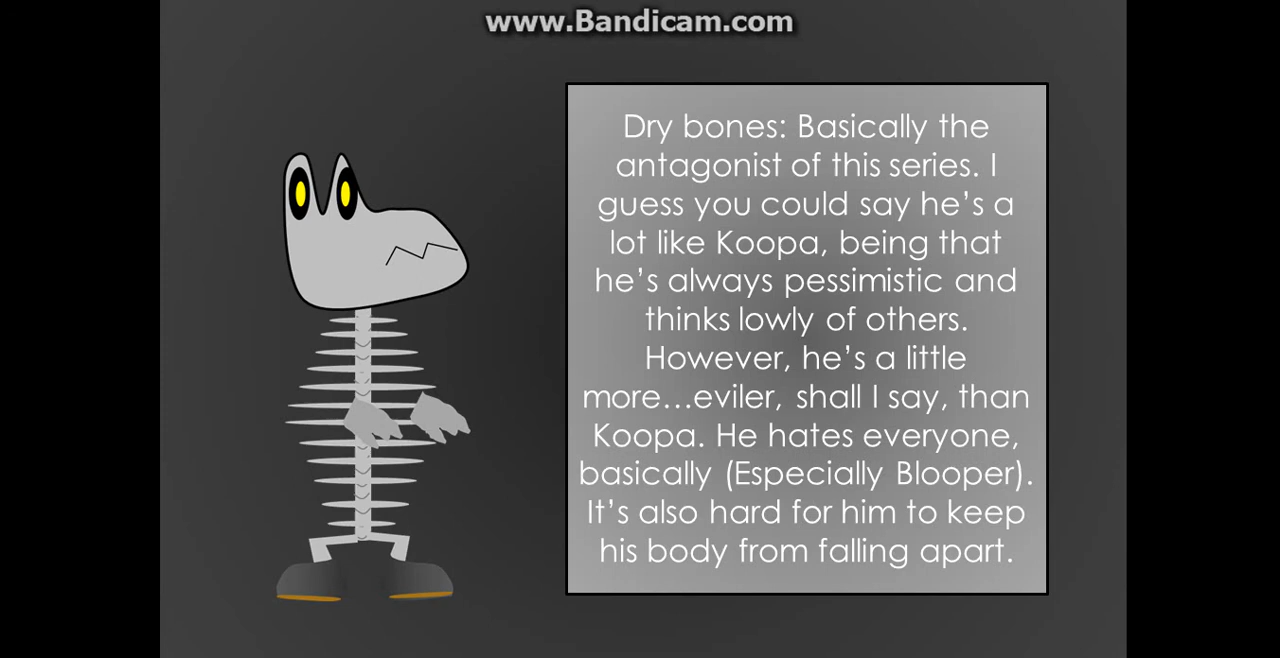 www.Bandicam.com
Dry bones: Basically the
antagonist of this series. I
guess you could say he's a
lot like Koopa, being that
he's always pessimistic and
thinks lowly of others.
However, he's a little
more...eviler, shall I say, than
Koopa. He hates everyone,
basically (Especially Blooper).
It's also hard for him to keep
his body from falling apart.